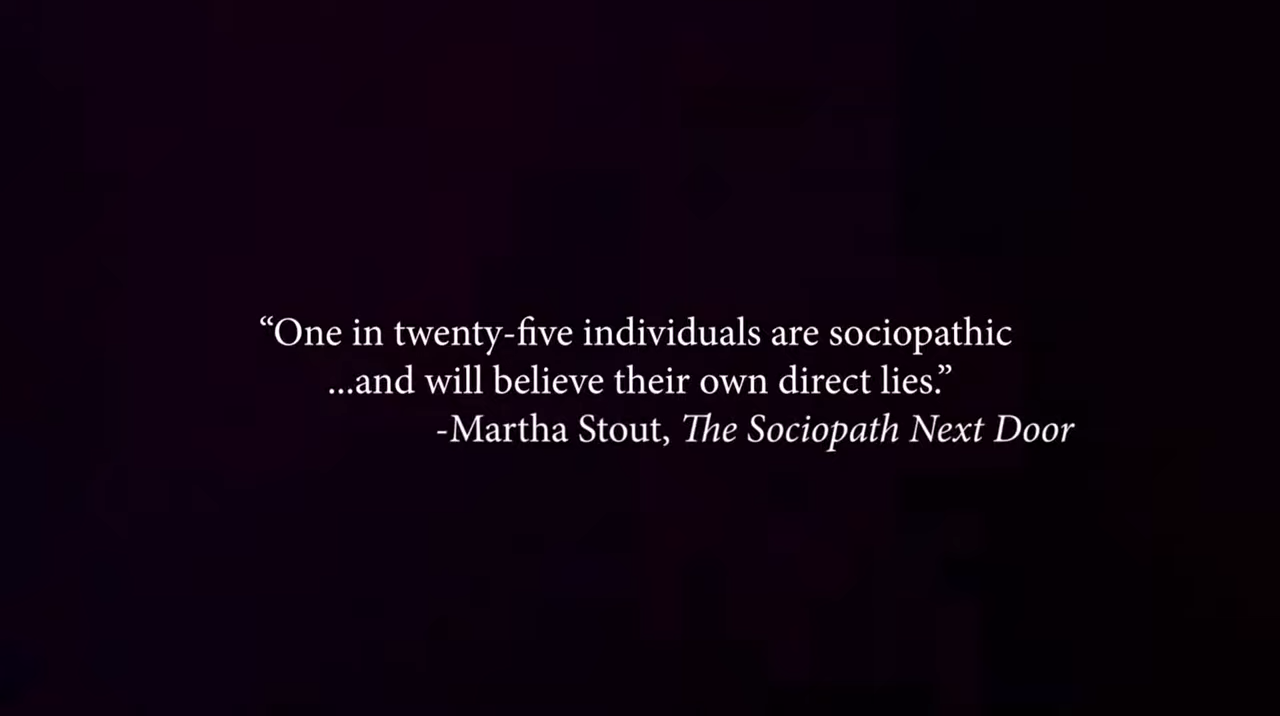 “One in twenty-five individuals are sociopathic
...and will believe their own direct lies.”
-Martha Stout, The Sociopath Next Door